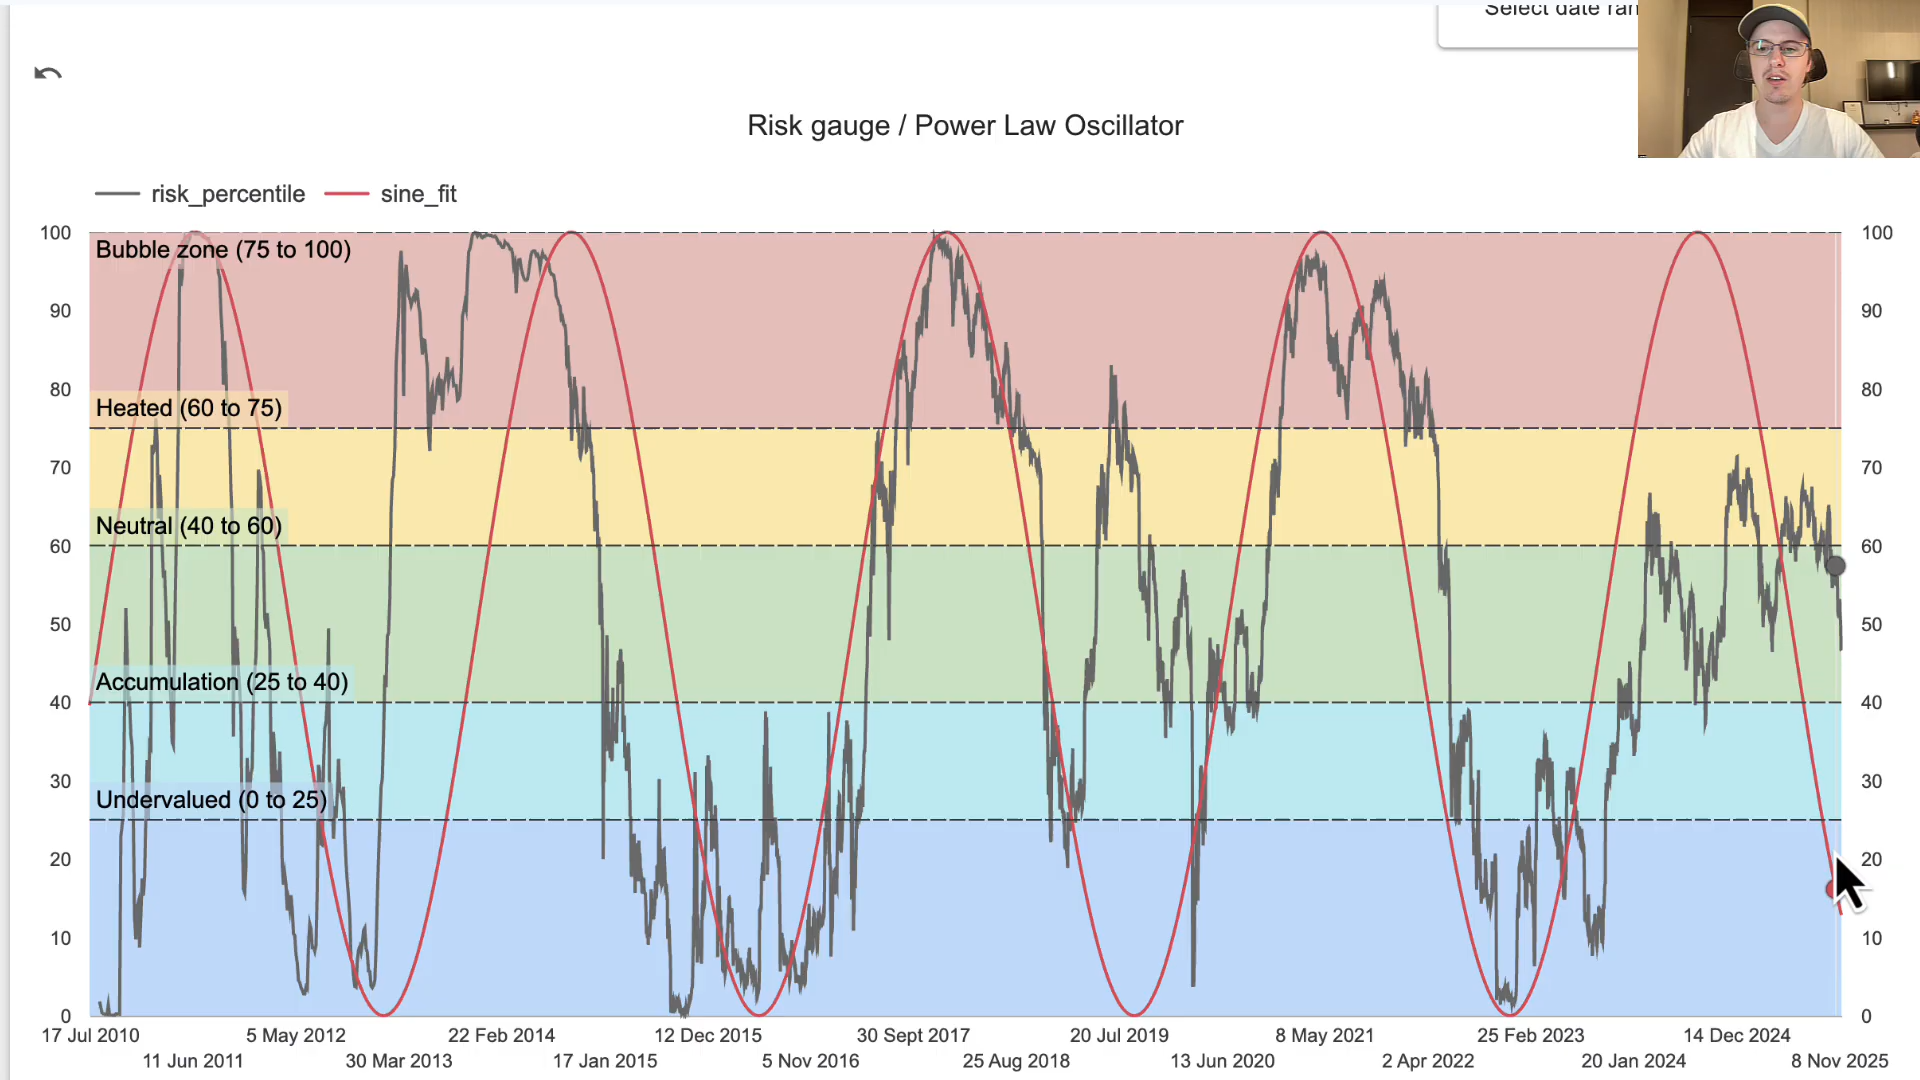 Select date ran
Risk gauge / Power Law Oscillator
risk_percentile sine_fit
100 100
Bubble zone (75 to 100)
90 90
80 80
Heated (60 to 75)
70 70
Neutral (40 to 60)
60 60
50 50
Accumulation (25 to 40)
40 40
30 30
Undervalued (0 to 25)
20 20
10 10
0 0
17 Jul 2010 5 May 2012 22 Feb 2014 12 Dec 2015 30 Sept 2017 20 Jul 2019 8 May 2021 25 Feb 2023 14 Dec 2024
11 Jun 2011 30 Mar 2013 17 Jan 2015 5 Nov 2016 25 Aug 2018 13 Jun 2020 2 Apr 2022 20 Jan 2024 8 Nov 2025